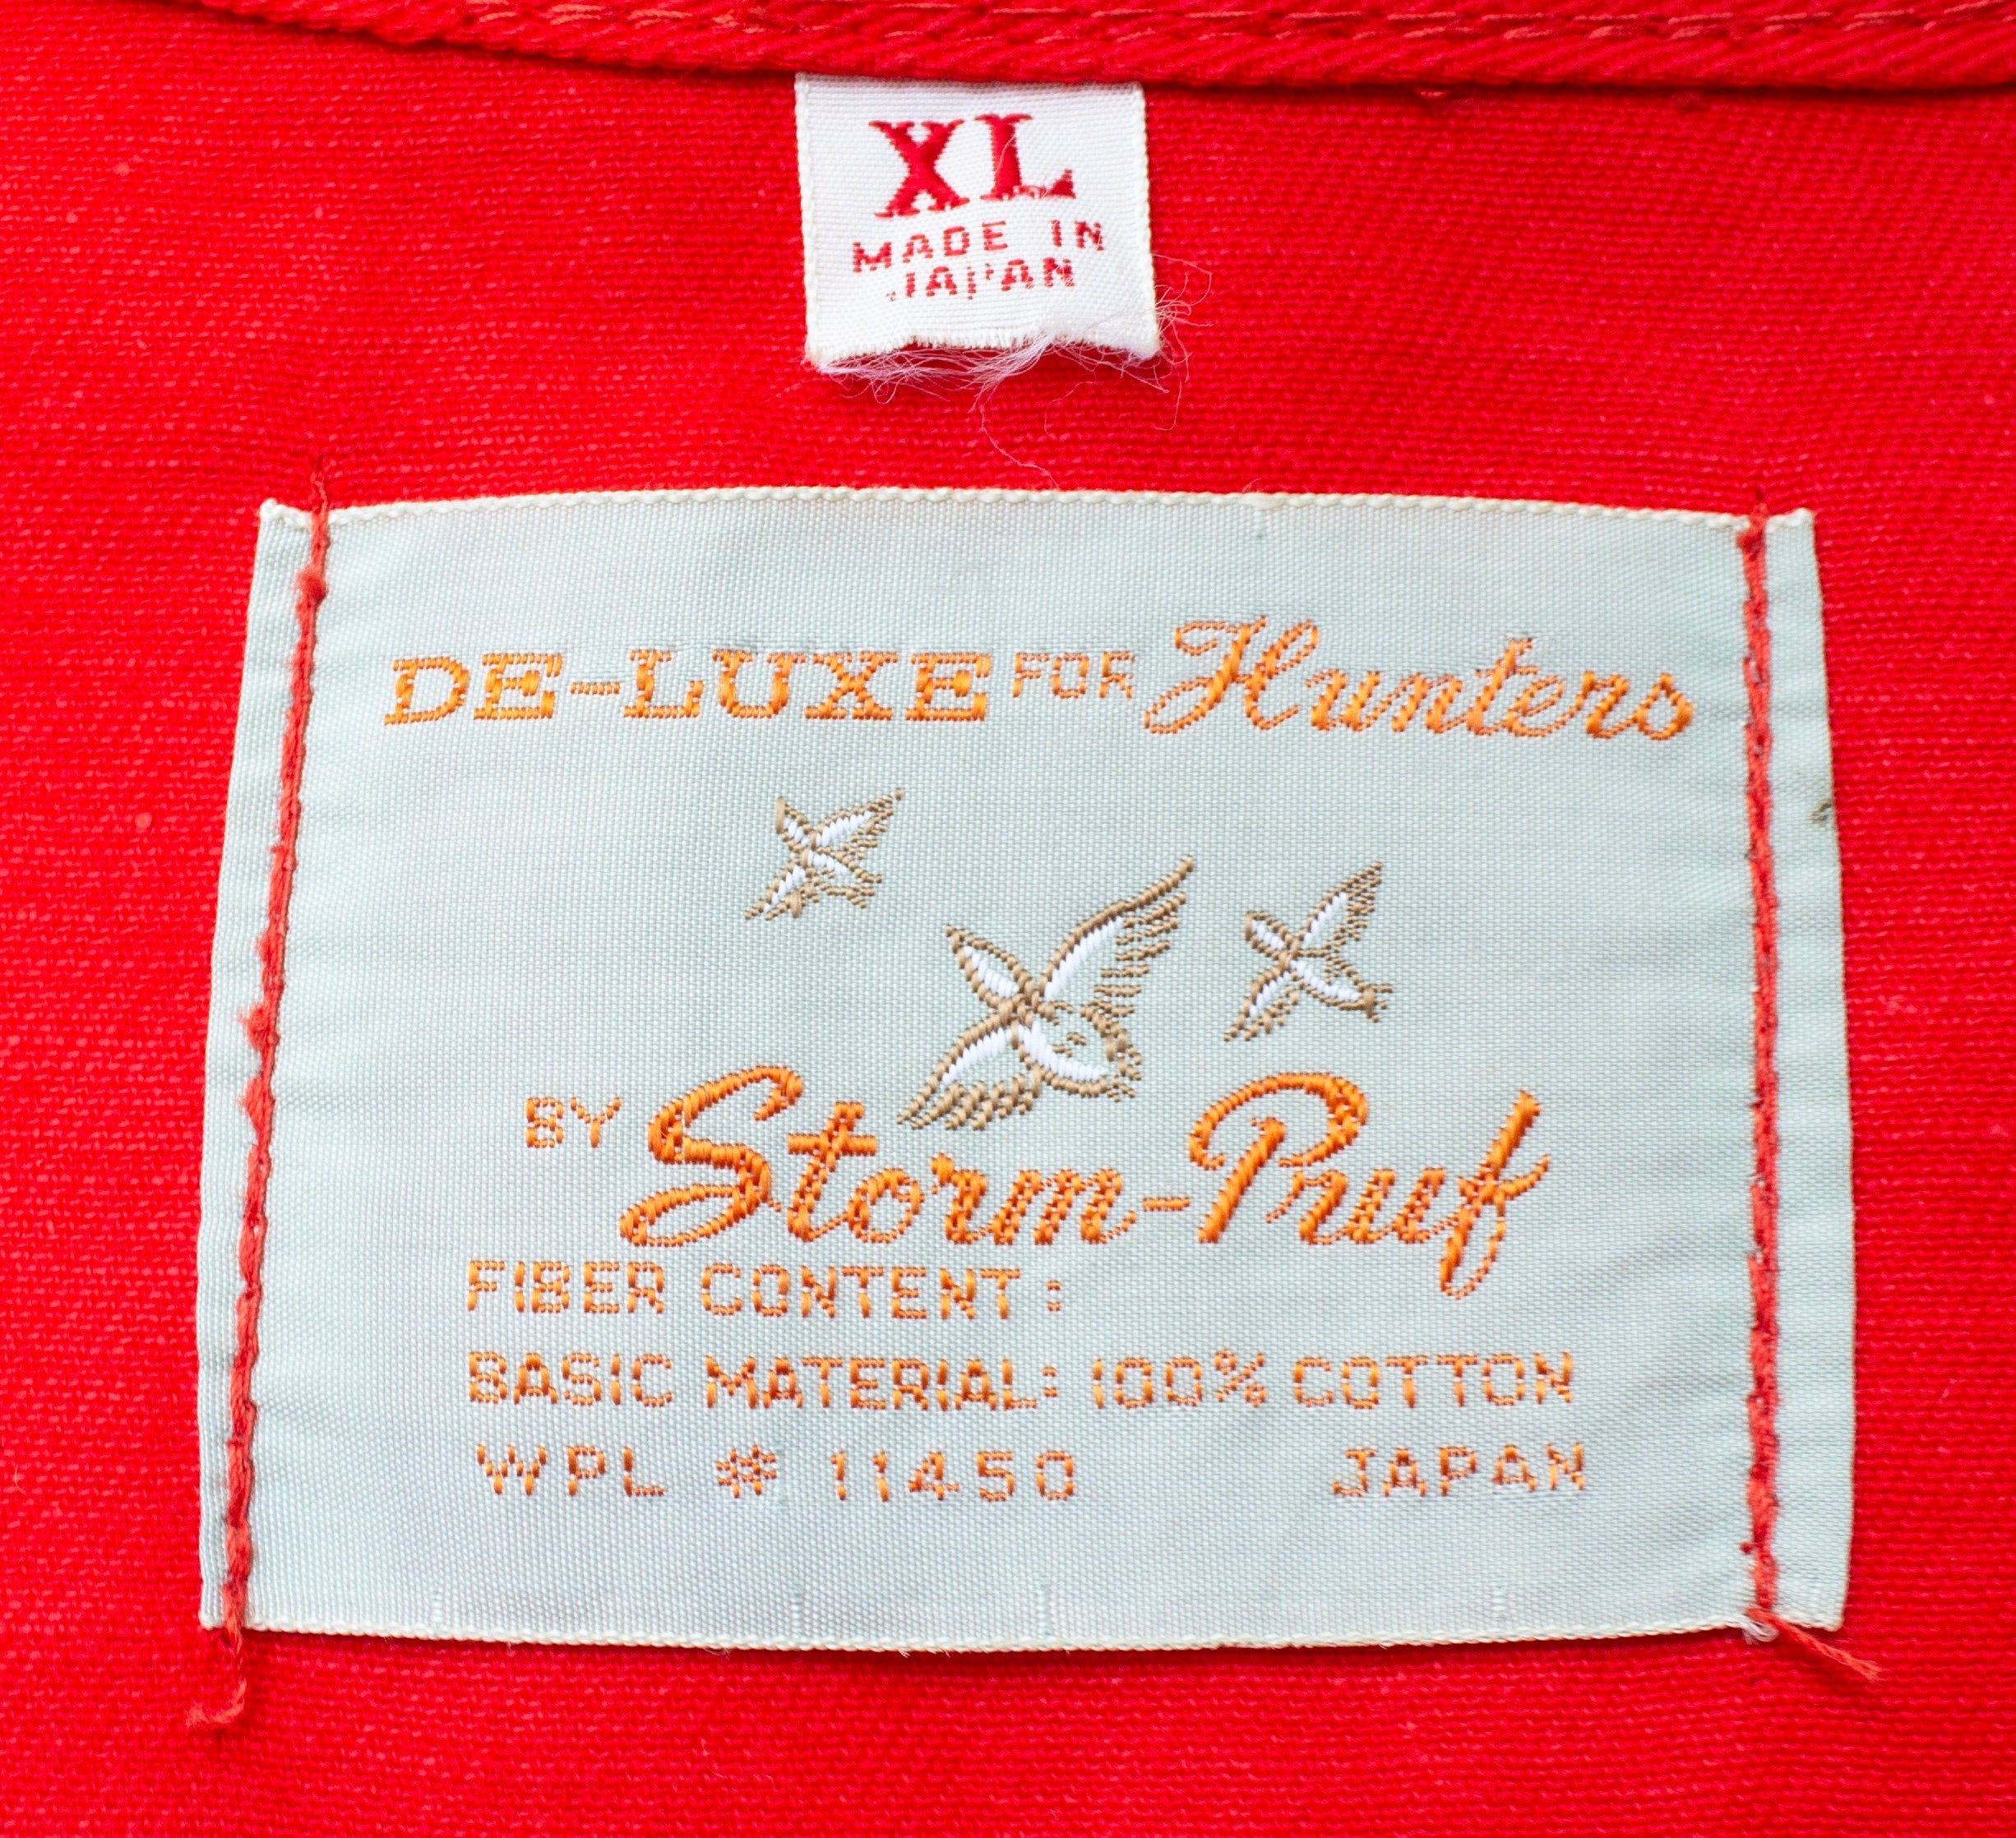 XL
MADE IN
JAPAN
DE-LUXE FOR Hunters
BY Storm-Pruf
FIBER CONTENT:
BASIC MATERIAL: 100% COTTON
WPL # 11450 JAPAN